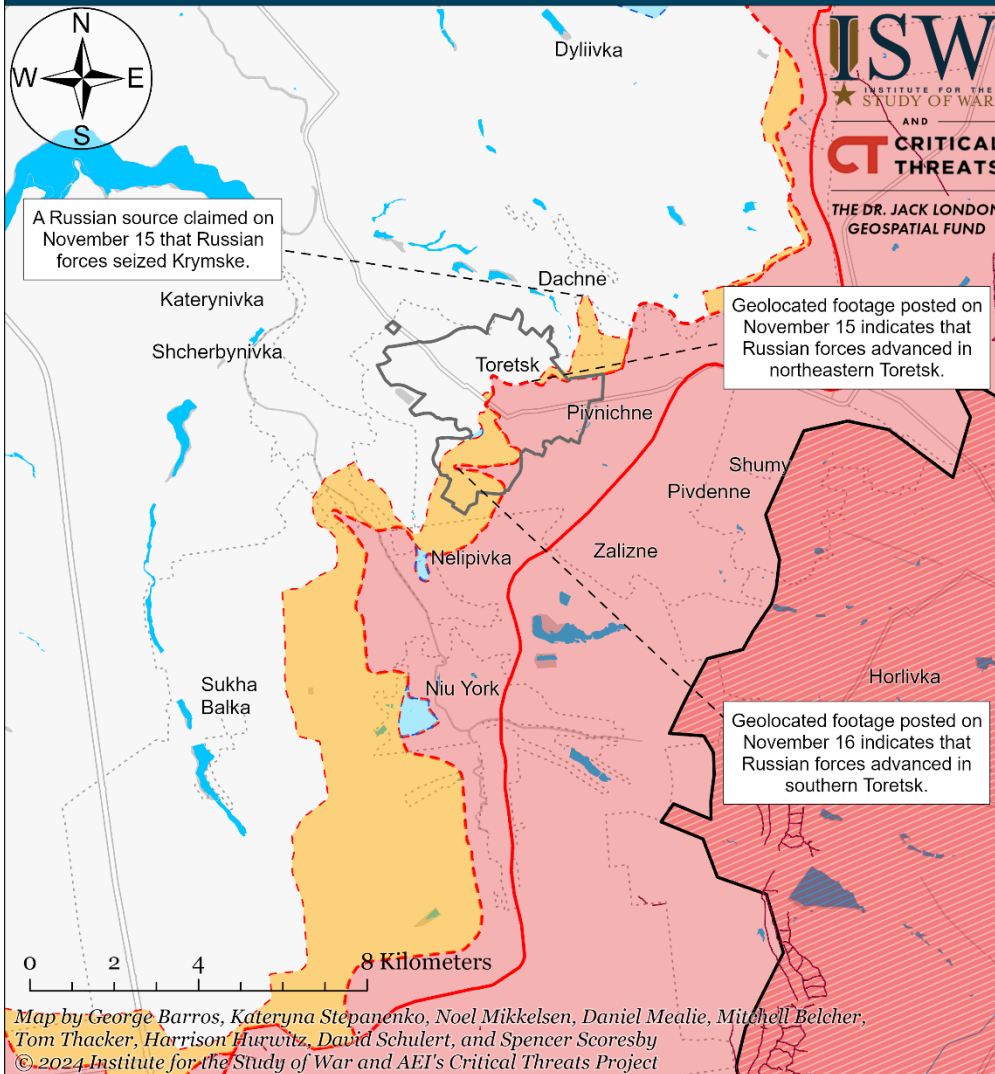 N
W
E
S
Dyliivka
ISW
INSTITUTE FOR THE
STUDY OF WAR
AND
CT CRITICAL
THREATS
THE DR. JACK LONDON
GEOSPATIAL FUND
A Russian source claimed on
November 15 that Russian
forces seized Krymske.
Dachne
Katerynivka
Geolocated footage posted on
November 15 indicates that
Russian forces advanced in
northeastern Toretsk.
Shcherbynivka
Toretsk
Pivnichne
Shumy
Pivdenne
Zalizne
Nelipivka
Horlivka
Sukha
Balka
Niu York
Geolocated footage posted on
November 16 indicates that
Russian forces advanced in
southern Toretsk.
0 2 4 8 Kilometers
Map by George Barros, Kateryna Stepanenko, Noel Mikkelsen, Daniel Mealie, Mitchell Belcher,
Tom Thacker, Harrison Hurwitz, David Schulert, and Spencer Scoresby
© 2024 Institute for the Study of War and AEI's Critical Threats Project